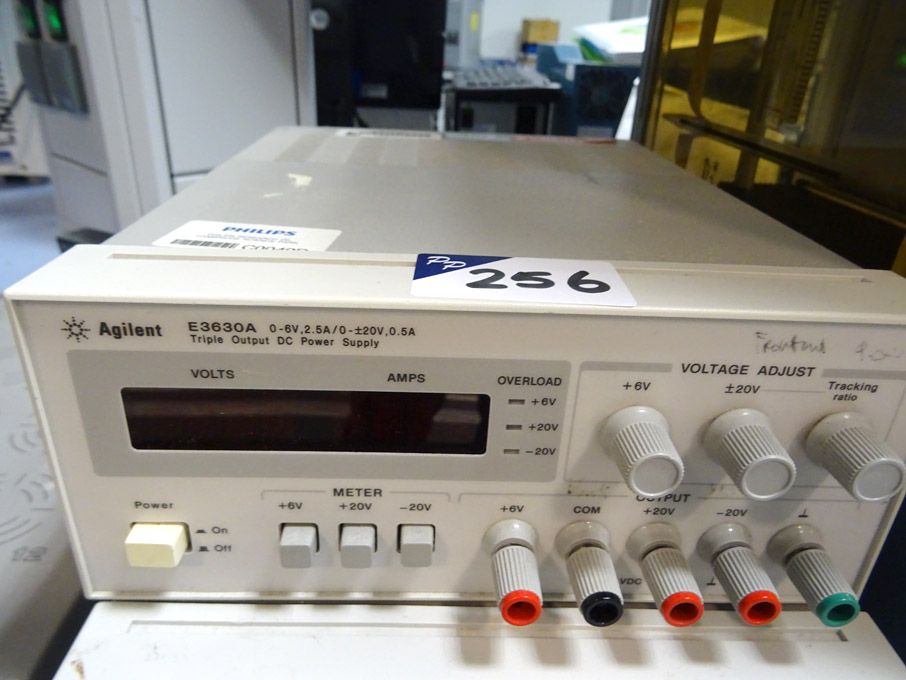 PHILIPS
PP 256
Agilent E3630A 0-6V, 2.5A/0-±20V, 0.5A
Triple Output DC Power Supply
VOLTS AMPS OVERLOAD
+6V
+20V
-20V
VOLTAGE ADJUST
+6V ±20V Tracking
ratio
Power
On
Off
METER
+6V +20V -20V
OUTPUT
+6V COM +20V -20V
VDC